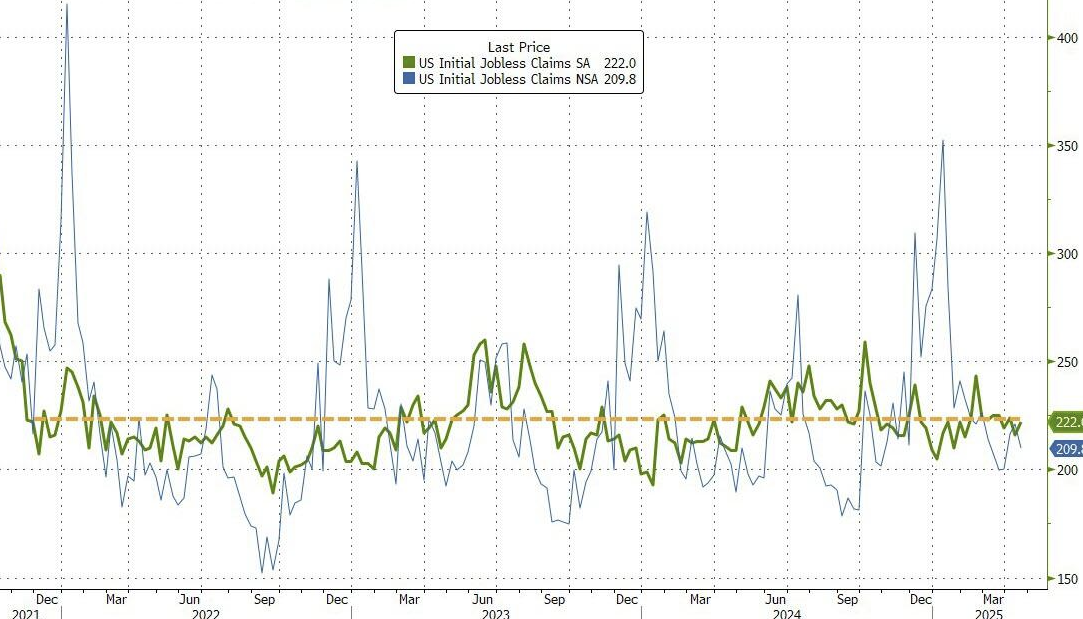 Last Price
US Initial Jobless Claims SA 222.0
US Initial Jobless Claims NSA 209.8
400
350
300
250
222.
209.
200
150
Dec Mar Jun Sep Dec Mar Jun Sep Dec Mar Jun Sep Dec Mar
2021 2022 2023 2024 2025